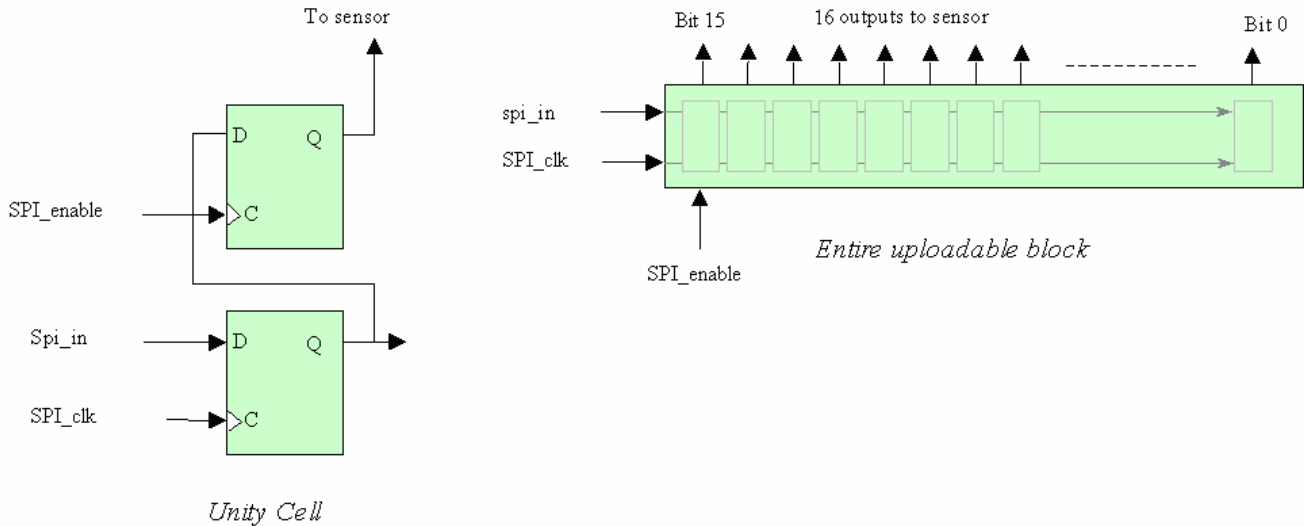 To sensor
D
Q
SPI_enable
C
Spi_in
D
Q
SPI_clk
C
Unity Cell
Bit 15
16 outputs to sensor
Bit 0
spi_in
SPI_clk
SPI_enable
Entire uploadable block